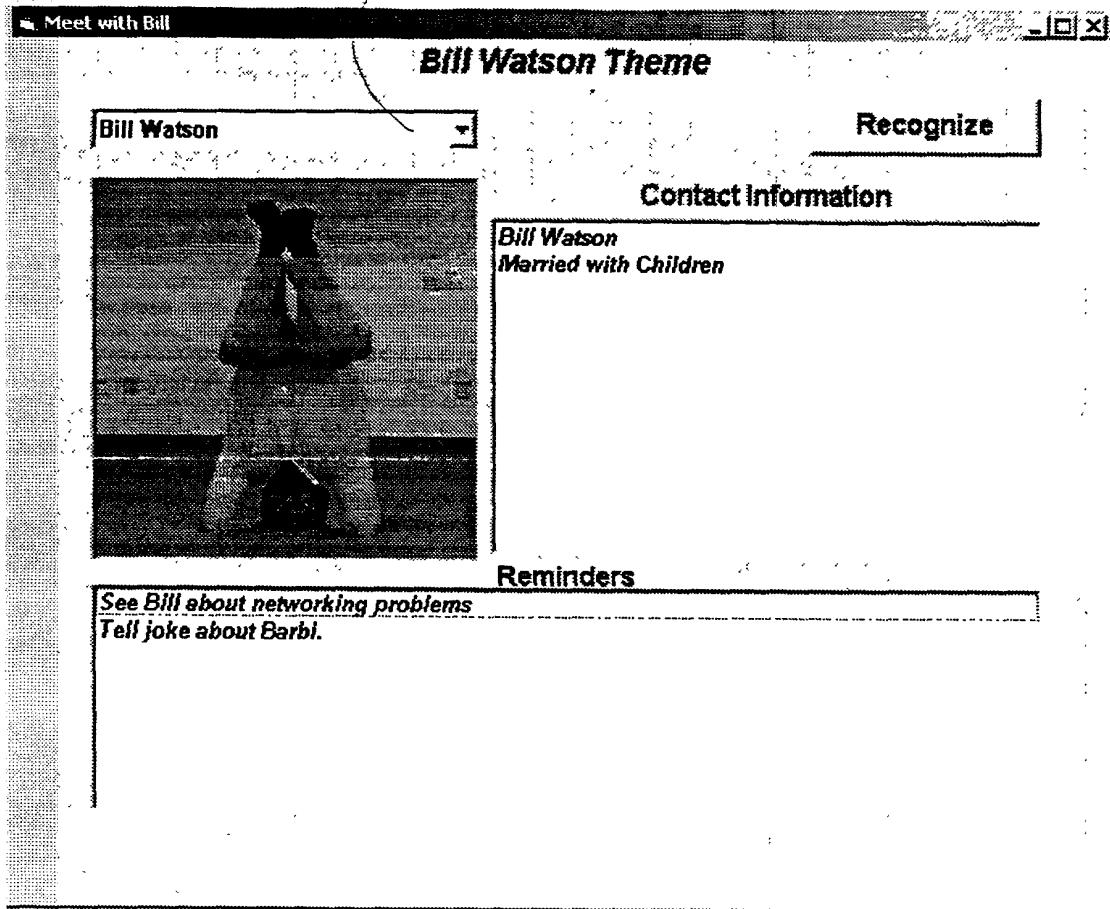 Meet with Bill
Bill Watson Theme
Bill Watson
Recognize
Contact Information
Bill Watson
Married with Children
Reminders
See Bill about networking problems
Tell joke about Barbi.